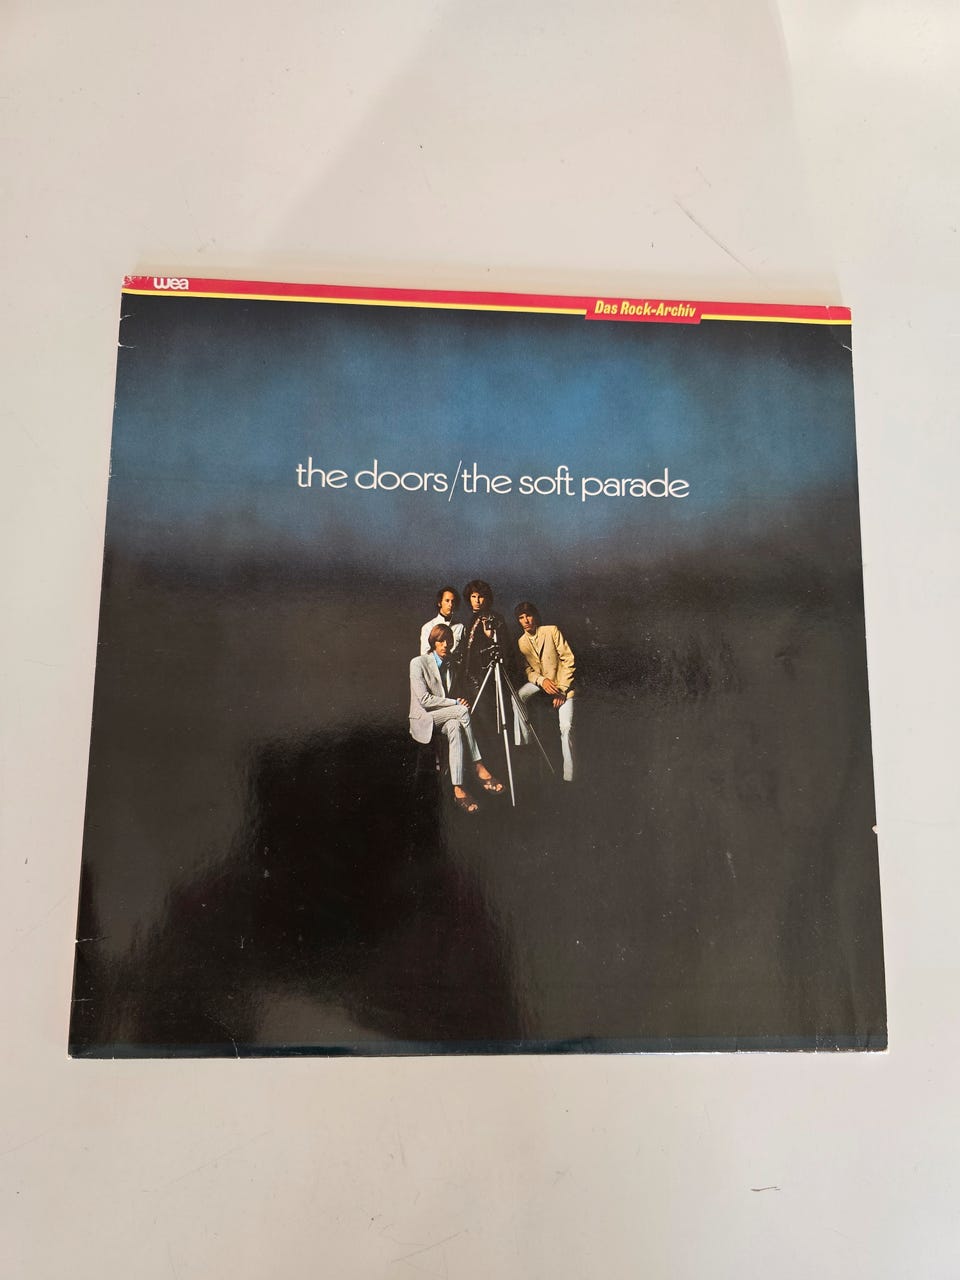 wea
Das Rock-Archiv
the doors/the soft parade